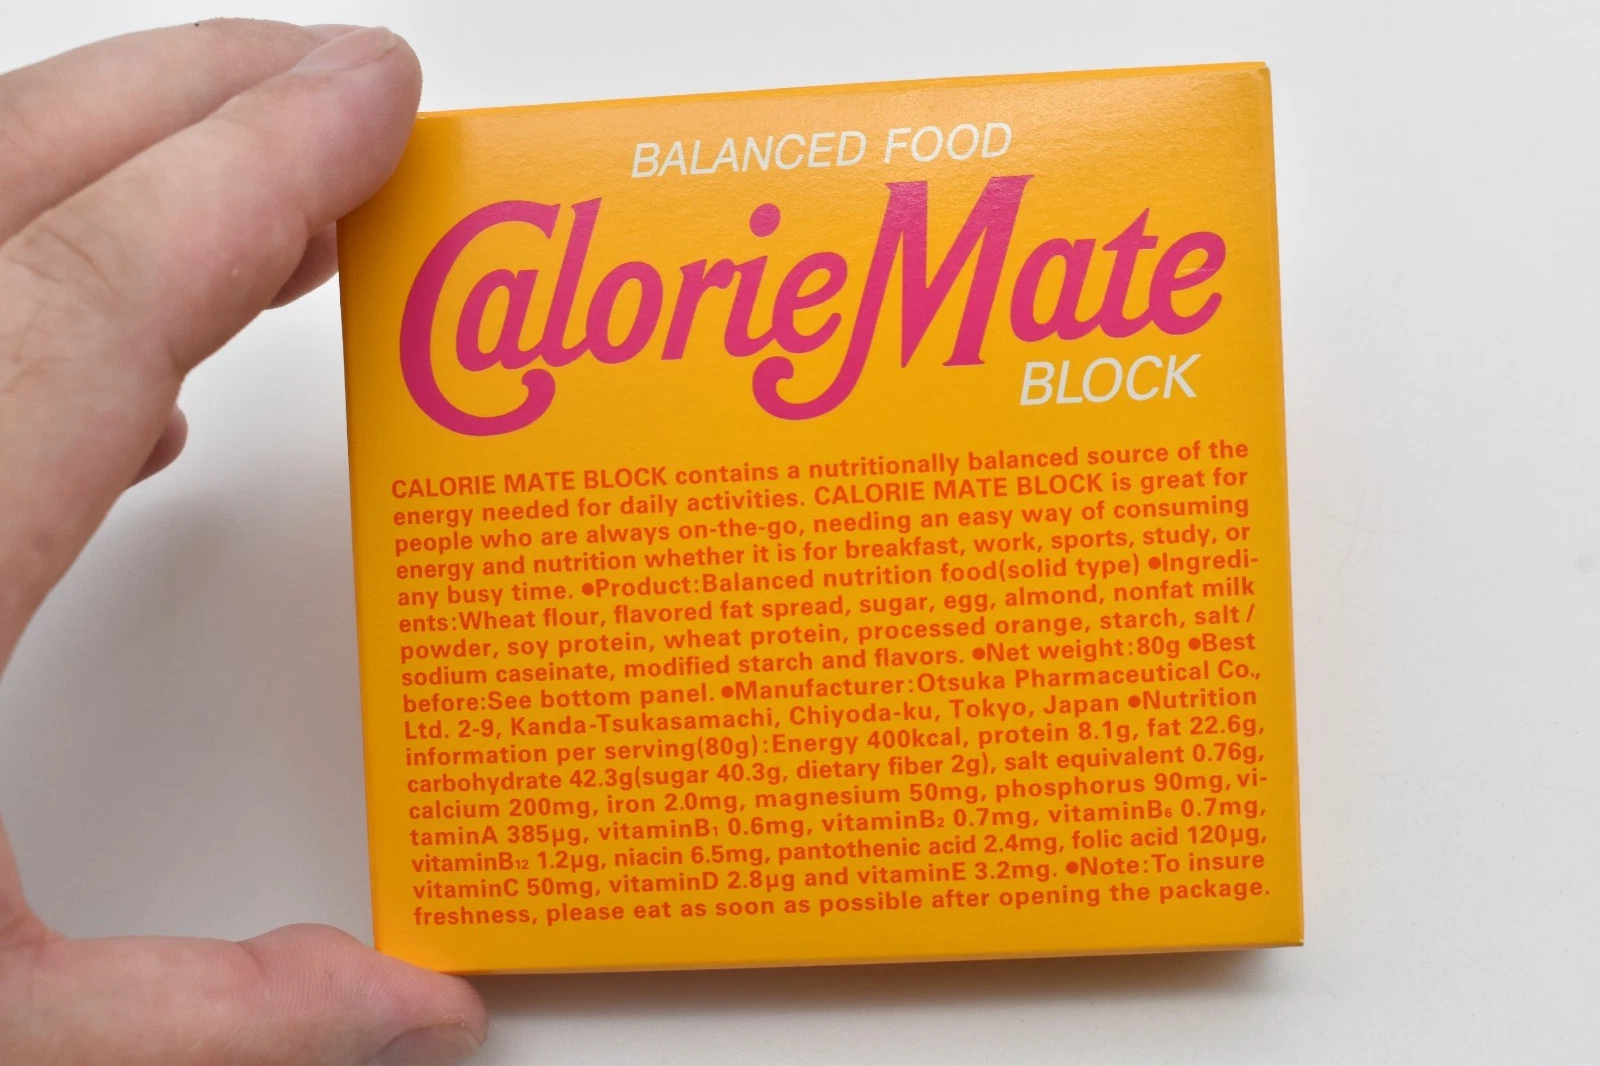 BALANCED FOOD
CalorieMate
BLOCK
CALORIE MATE BLOCK contains a nutritionally balanced source of the
energy needed for daily activities. CALORIE MATE BLOCK is great for
people who are always on-the-go, needing an easy way of consuming
energy and nutrition whether it is for breakfast, work, sports, study, or
any busy time. ●Product:Balanced nutrition food(solid type) ●Ingredi-
ents:Wheat flour, flavored fat spread, sugar, egg, almond, nonfat milk
powder, soy protein, wheat protein, processed orange, starch, salt /
sodium caseinate, modified starch and flavors. ●Net weight:80g ●Best
before:See bottom panel. ●Manufacturer:Otsuka Pharmaceutical Co.,
Ltd. 2-9, Kanda-Tsukasamachi, Chiyoda-ku, Tokyo, Japan ●Nutrition
information per serving(80g):Energy 400kcal, protein 8.1g, fat 22.6g,
carbohydrate 42.3g(sugar 40.3g, dietary fiber 2g), salt equivalent 0.76g,
calcium 200mg, iron 2.0mg, magnesium 50mg, phosphorus 90mg, vi-
taminA 385μg, vitaminB₁ 0.6mg, vitaminB₂ 0.7mg, vitaminB₆ 0.7mg,
vitaminB₁₂ 1.2μg, niacin 6.5mg, pantothenic acid 2.4mg, folic acid 120μg,
vitaminC 50mg, vitaminD 2.8μg and vitaminE 3.2mg. ●Note:To insure
freshness, please eat as soon as possible after opening the package.